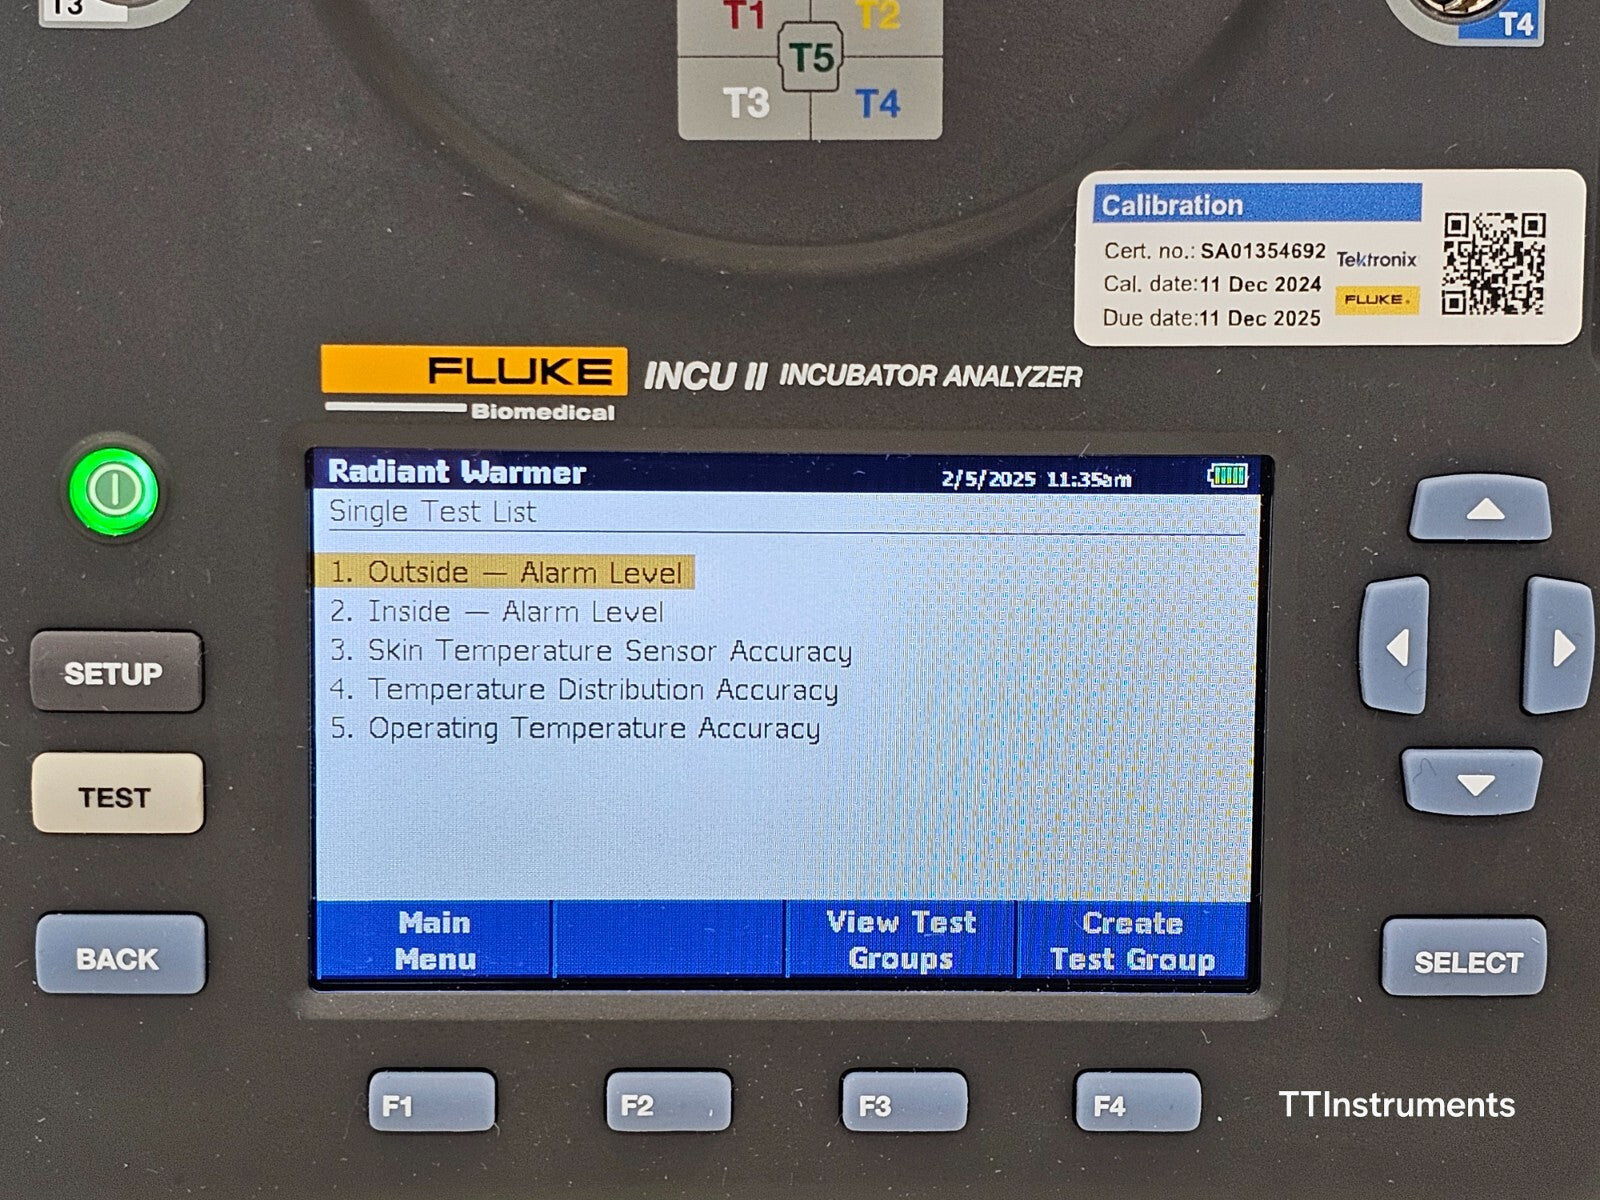 T3
T1 T2
T5
T3 T4
T4
Calibration
Cert. no.: SA01354692
Cal. date:11 Dec 2024
Due date:11 Dec 2025
Tektronix
FLUKE
FLUKE
Biomedical
INCU II INCUBATOR ANALYZER
Radiant Warmer 2/5/2025 11:35am
Single Test List
1. Outside — Alarm Level
2. Inside — Alarm Level
3. Skin Temperature Sensor Accuracy
4. Temperature Distribution Accuracy
5. Operating Temperature Accuracy
Main
Menu
View Test
Groups
Create
Test Group
SETUP
TEST
BACK
SELECT
F1 F2 F3 F4
TTInstruments